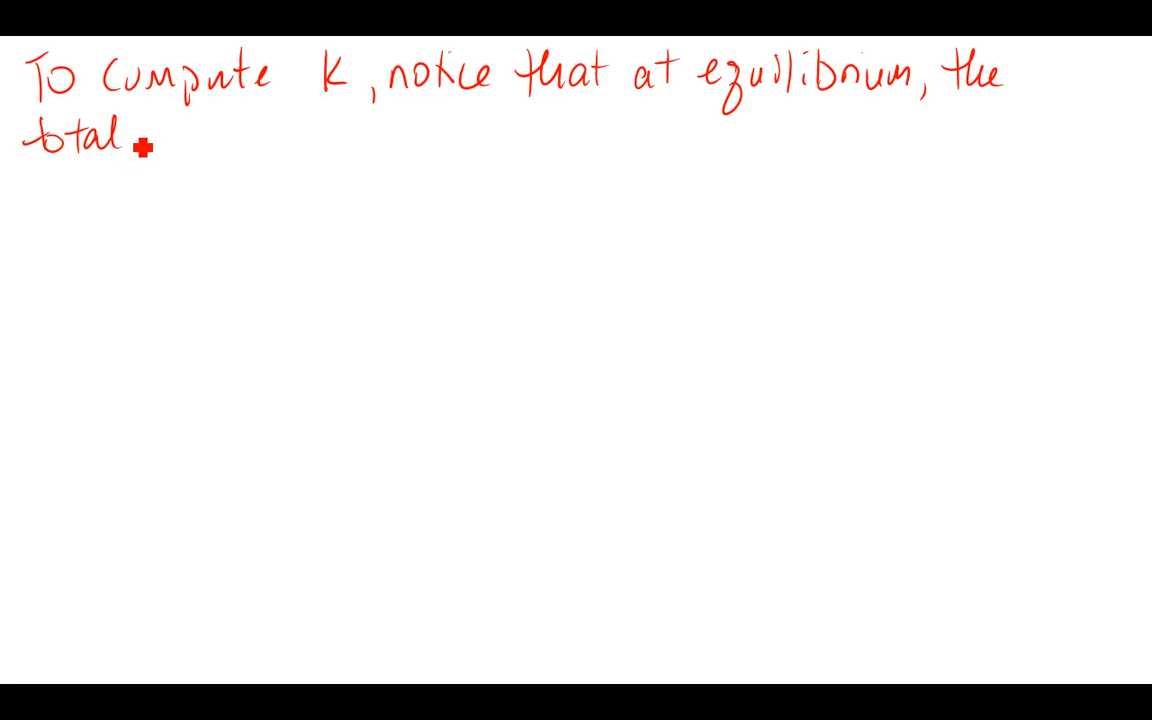 To compute K, notice that at equilibrium, the
total